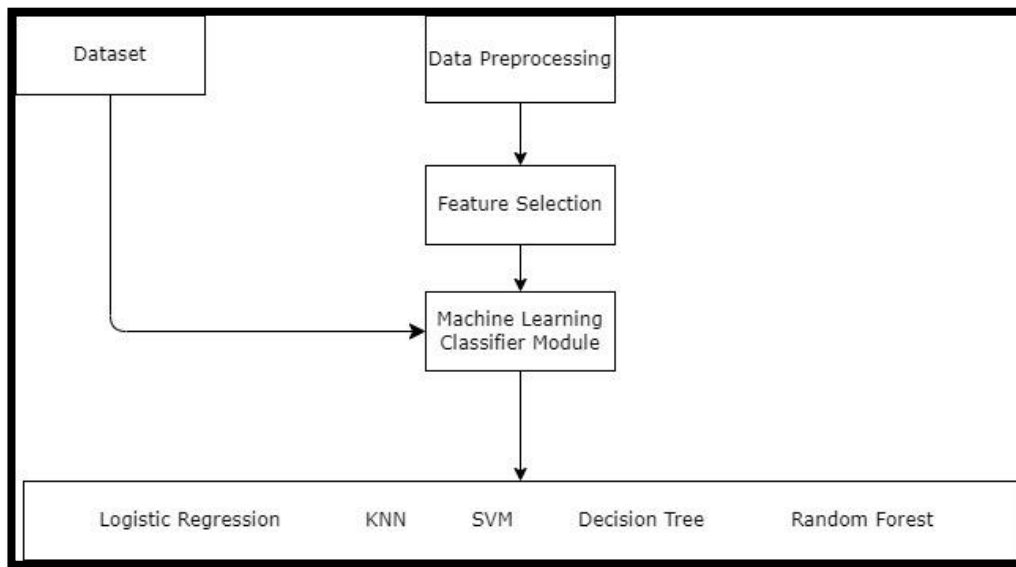 Dataset
Data Preprocessing
Feature Selection
Machine Learning
Classifier Module
Logistic Regression KNN SVM Decision Tree Random Forest